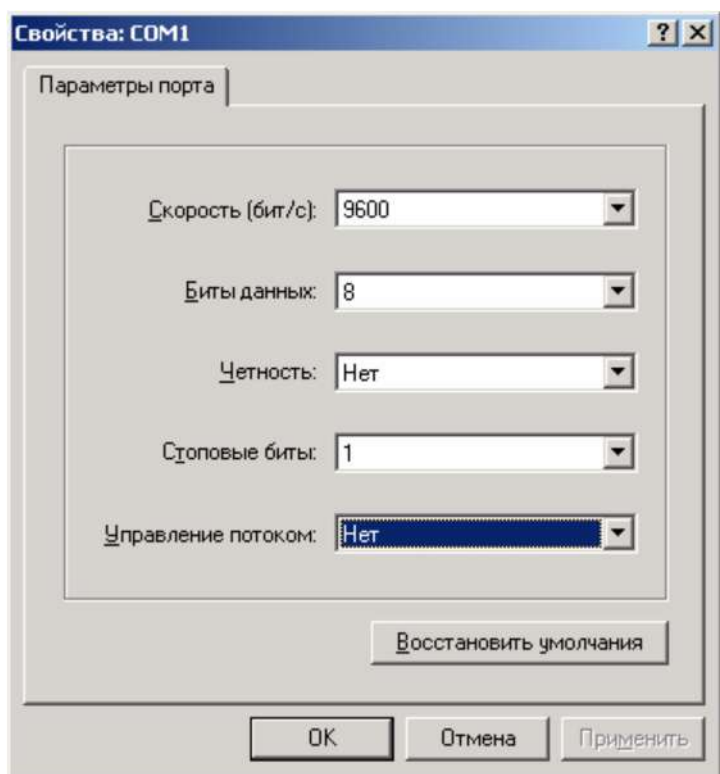 Свойства: COM1
Параметры порта
Скорость (бит/с): 9600
Биты данных: 8
Четность: Нет
Стоповые биты: 1
Управление потоком: Нет
Восстановить умолчания
OK Отмена Применить